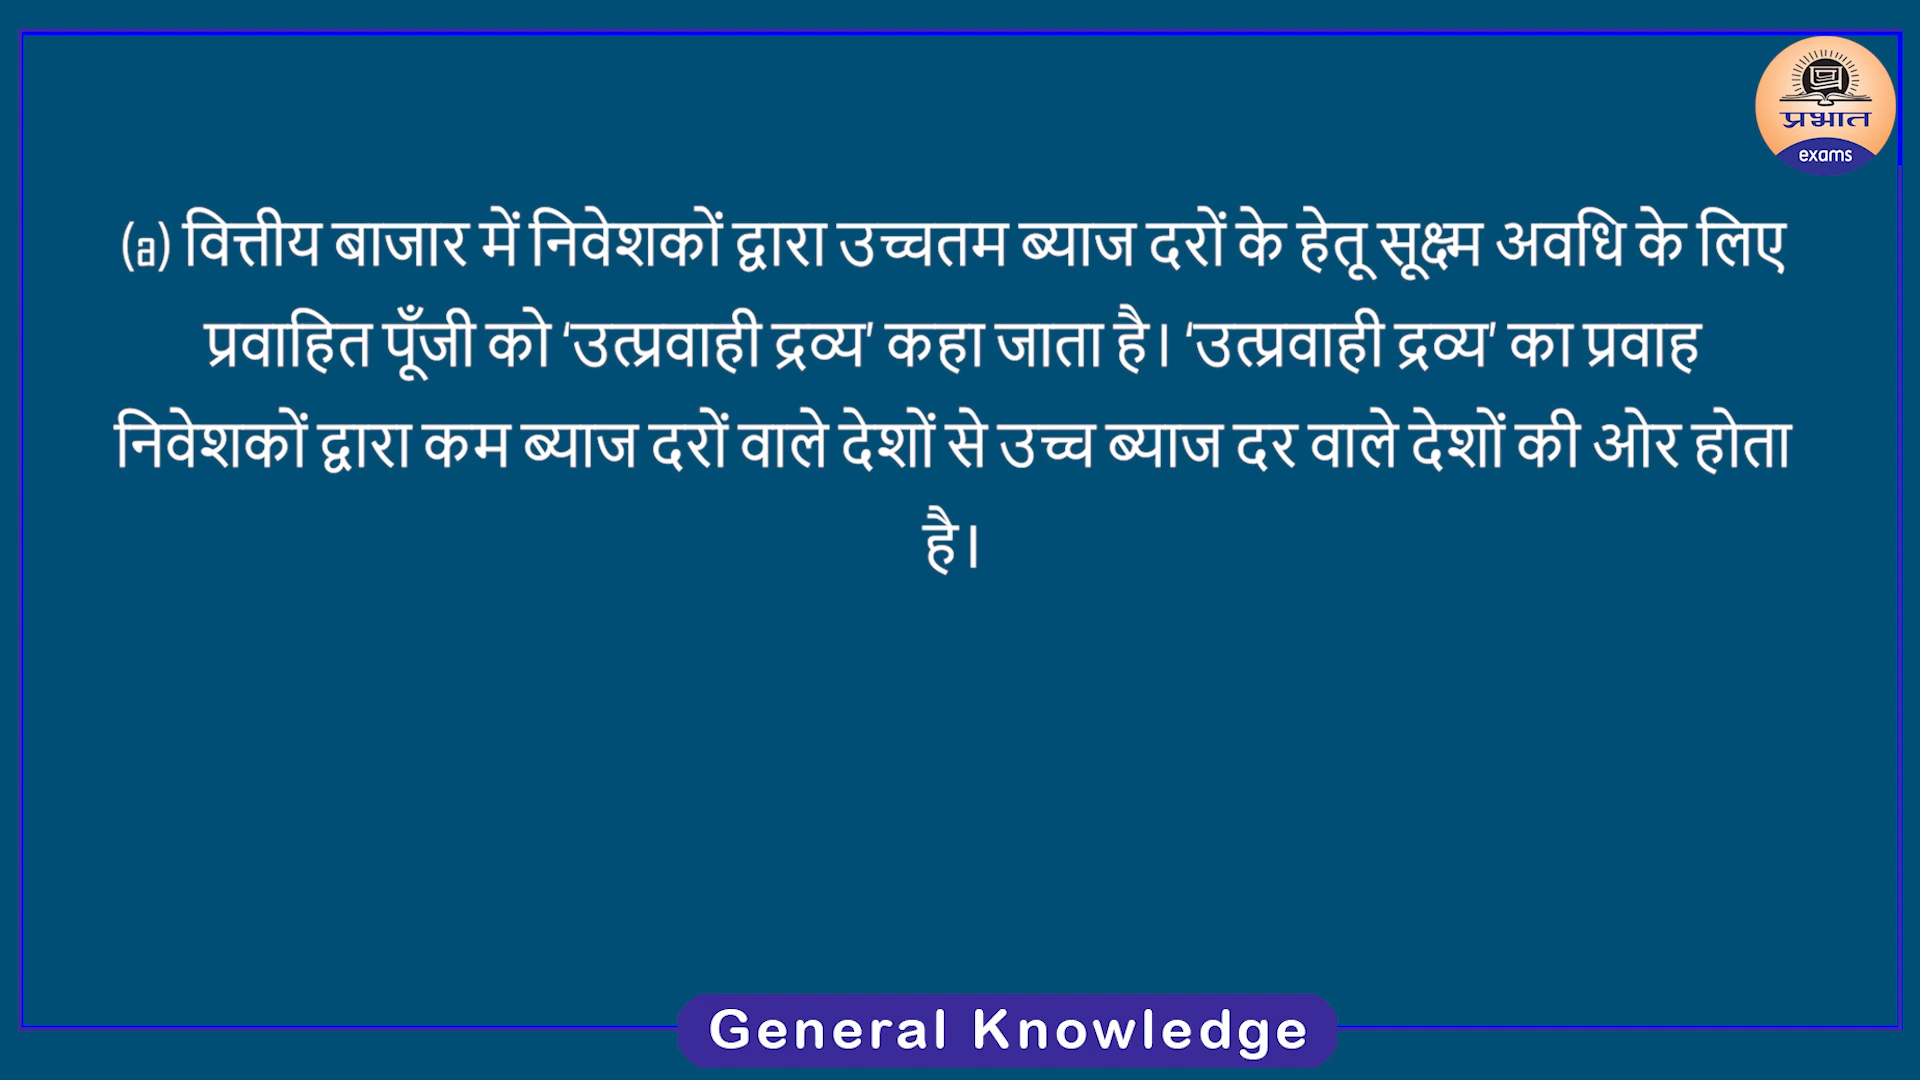 प्रभात
exams
(a) वित्तीय बाजार में निवेशकों द्वारा उच्चतम ब्याज दरों के हेतू सूक्ष्म अवधि के लिए
प्रवाहित पूँजी को ‘उत्प्रवाही द्रव्य’ कहा जाता है। ‘उत्प्रवाही द्रव्य’ का प्रवाह
निवेशकों द्वारा कम ब्याज दरों वाले देशों से उच्च ब्याज दर वाले देशों की ओर होता
है।
General Knowledge